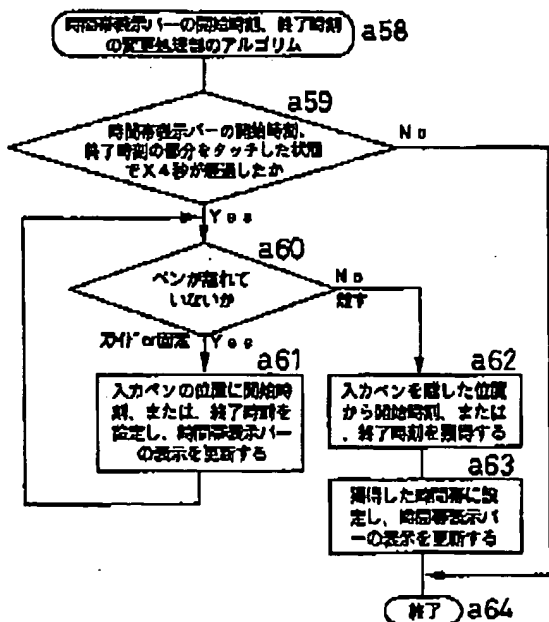 時間帯表示バーの開始時刻、終了時刻
の変更処理部のアルゴリム
a58
a59
時間帯表示バーの開始時刻、
終了時刻の部分をタッチした状態
でX4秒が経過したか
No
Yes
a60
ペンが離れて
いないか
No
離す
スライドor固定
Yes
a61
入力ペンの位置に開始時
刻、または、終了時刻を
設定し、時間帯表示バー
の表示を更新する
a62
入力ペンを離した位置
から開始時刻、または
、終了時刻を獲得する
a63
獲得した時間帯に設
定し、時間帯表示バ
ーの表示を更新する
終了
a64